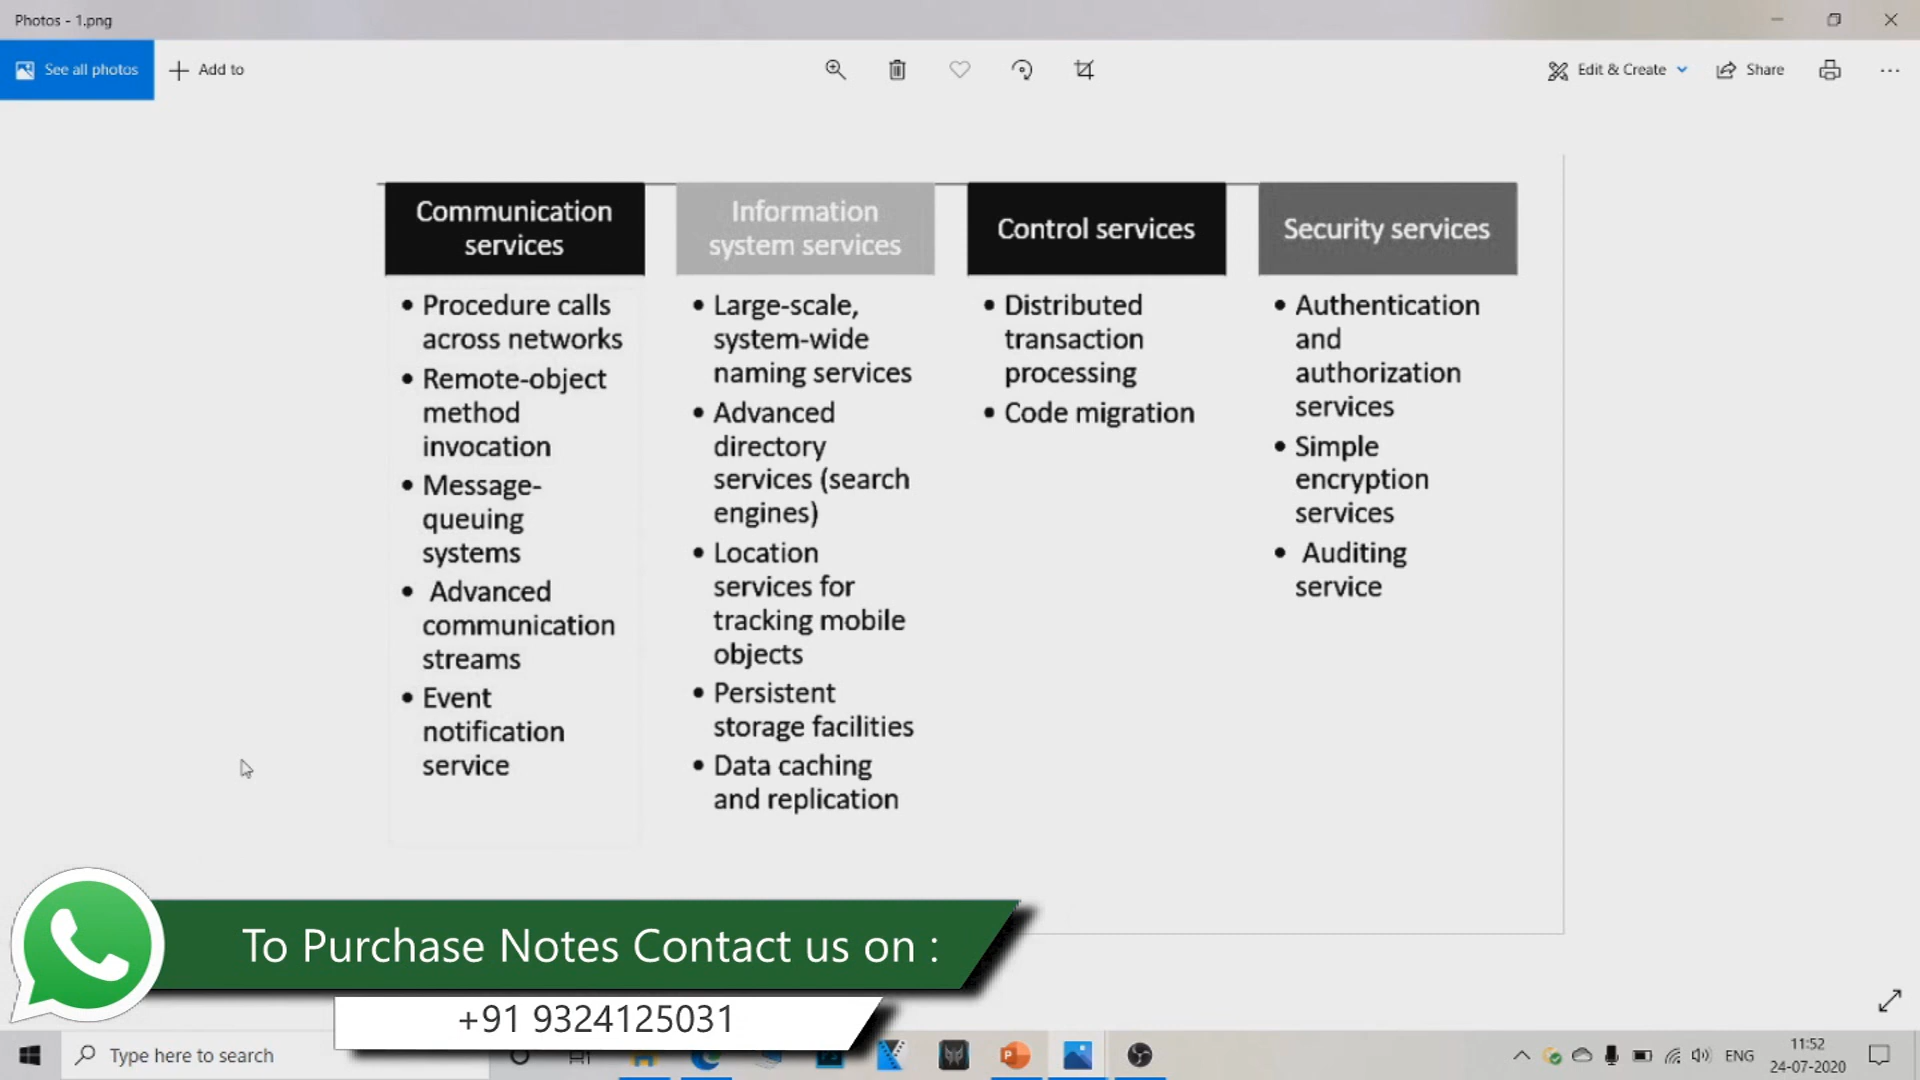 Photos - 1.png
See all photos
Add to
Edit & Create
Share
Communication
services
Procedure calls
across networks
Remote-object
method
invocation
Message-
queuing
systems
Advanced
communication
streams
Event
notification
service
Information
system services
Large-scale,
system-wide
naming services
Advanced
directory
services (search
engines)
Location
services for
tracking mobile
objects
Persistent
storage facilities
Data caching
and replication
Control services
Distributed
transaction
processing
Code migration
Security services
Authentication
and
authorization
services
Simple
encryption
services
Auditing
service
To Purchase Notes Contact us on :
+91 9324125031
Type here to search
ENG
11:52
24-07-2020